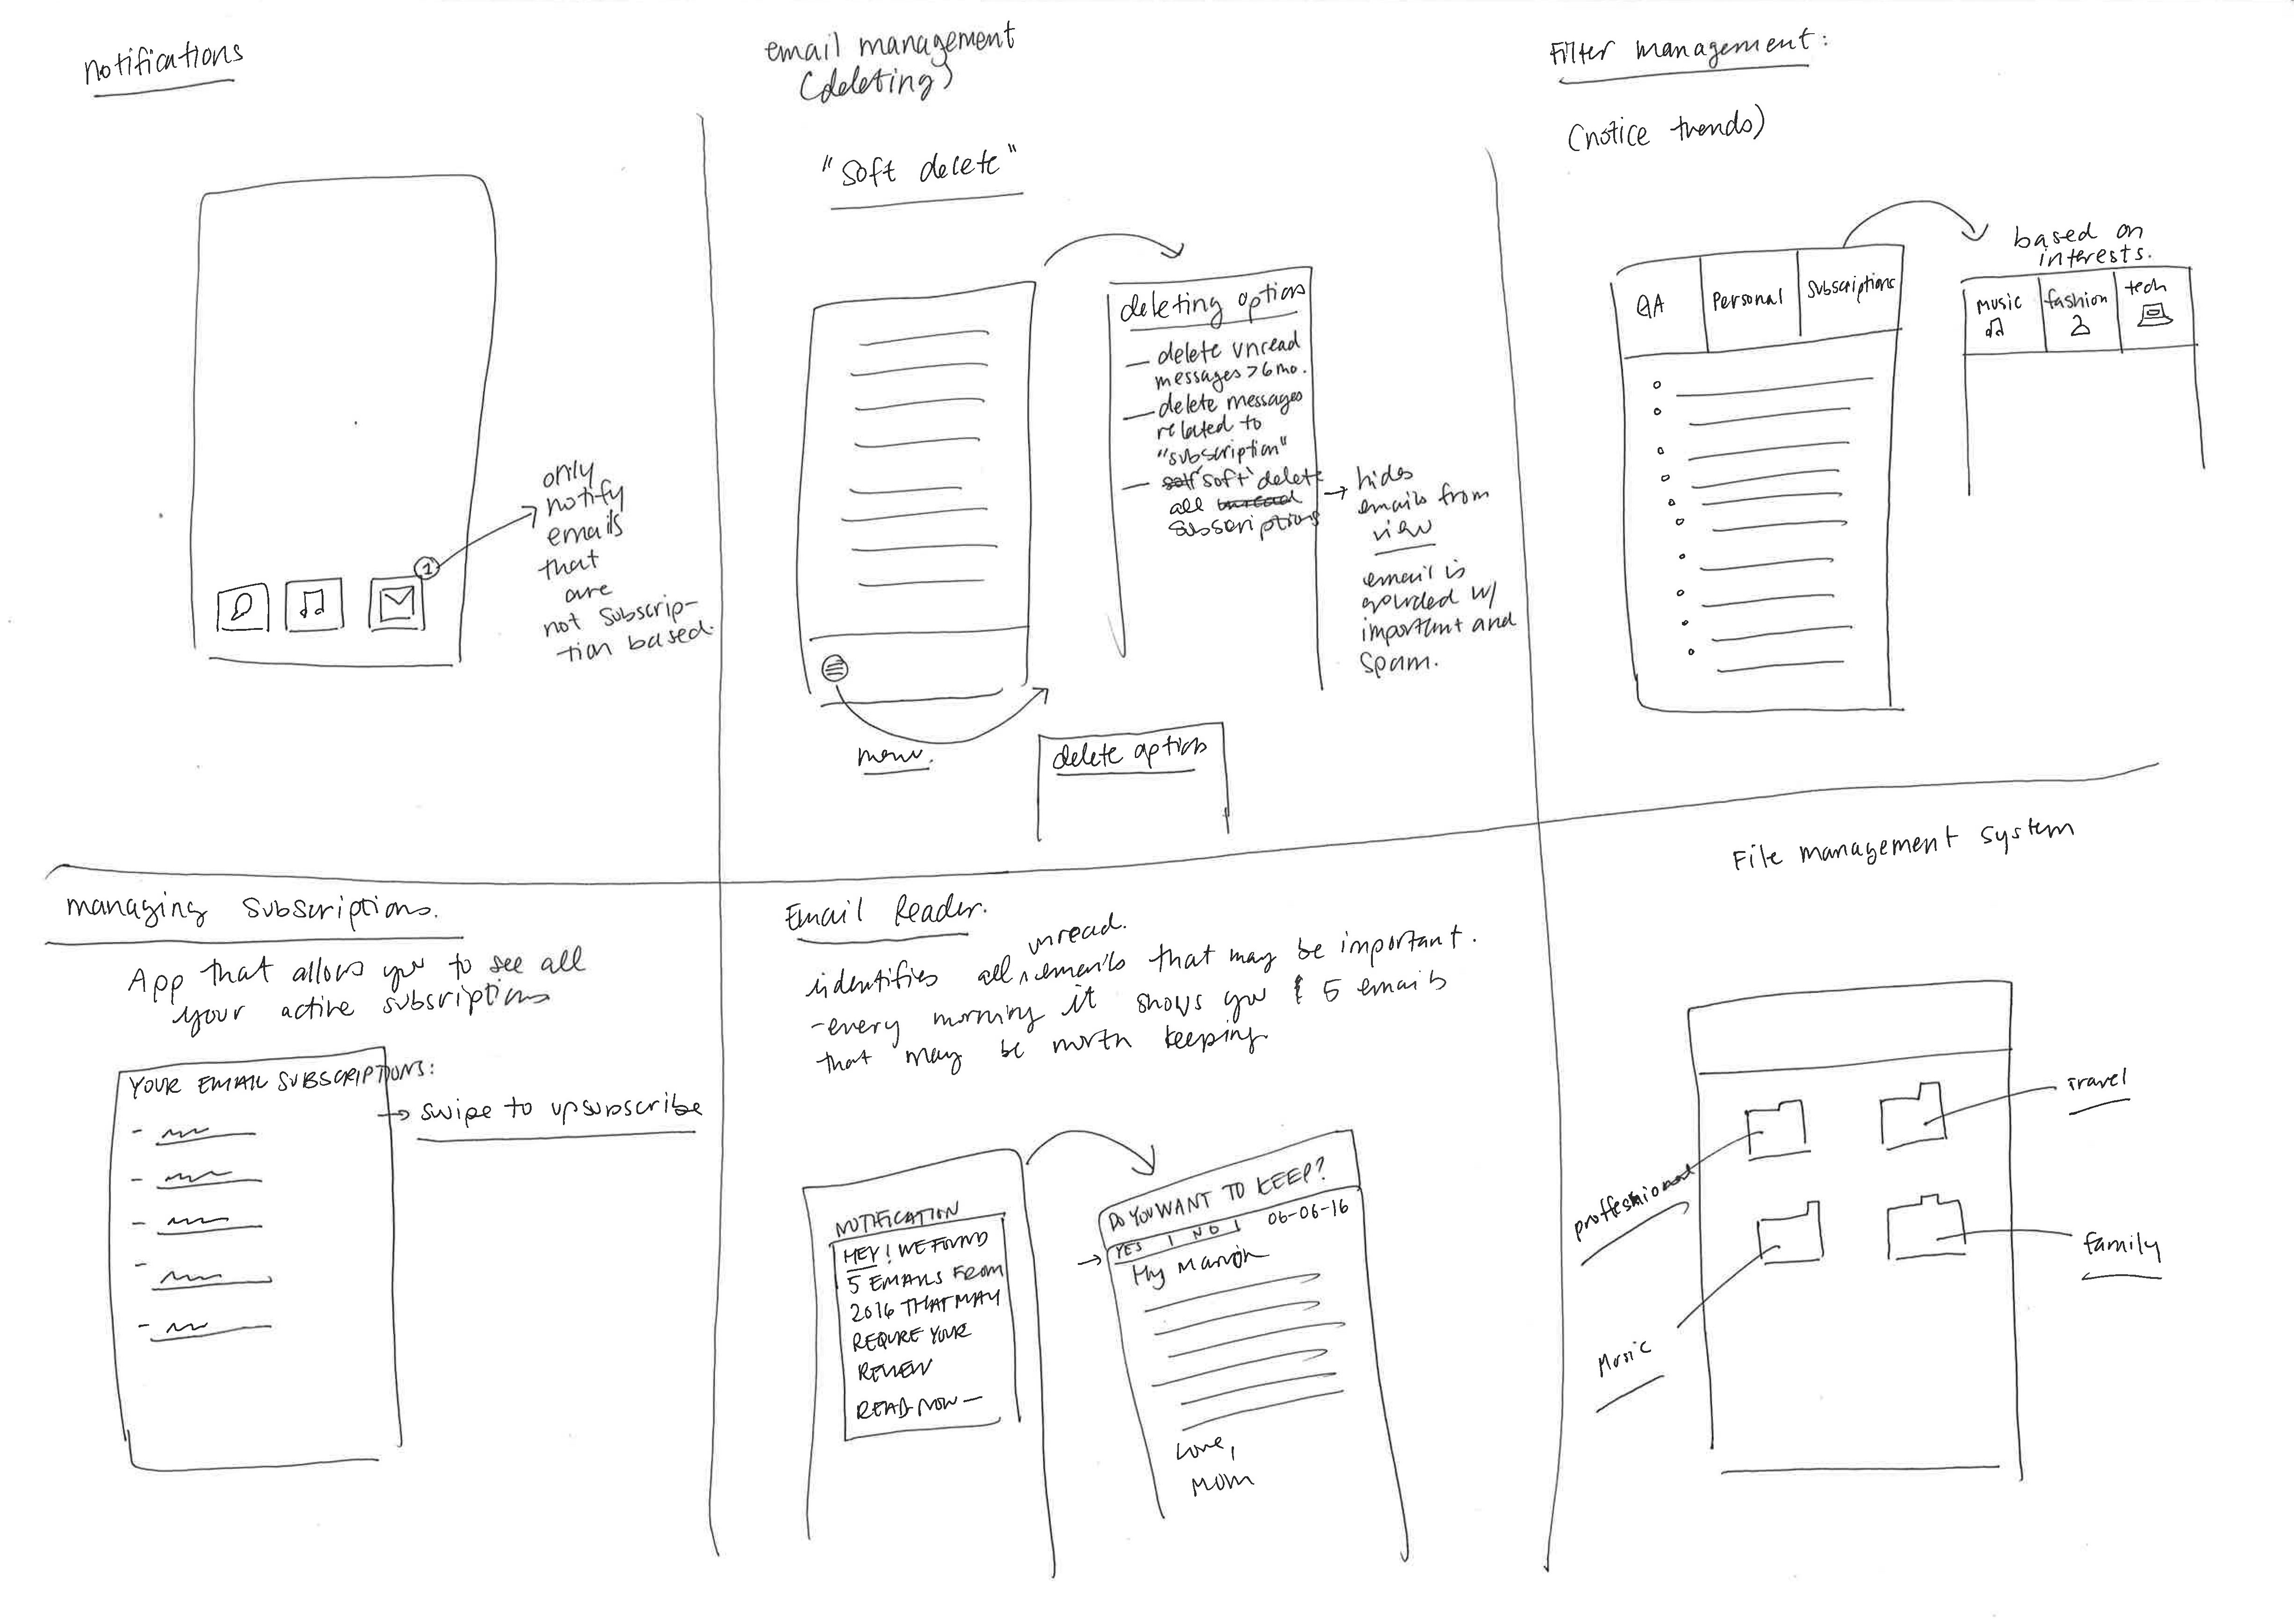 notifications
1
only
notify
emails
that
are
not subscrip-
tion based.
email management
(deleting)
"Soft delete"
deleting options
— delete unread
messages >6mo.
— delete messages
related to
"subscription"
— soft "soft" delete
all unread
subscriptions
→ hides
emails from
view
email is
grouded w/
important and
spam.
menu.
delete options
Filter management:
(notice trends)
QA
Personal
Subscriptions
based on
interests.
music
fashion
tech
managing subscriptions.
App that allows you to see all
your active subscriptions
YOUR EMAIL SUBSCRIPTIONS:
→ swipe to upsubscribe
Email Reader.
unread.
identifies all ^ emails that may be important.
- every morning it shows you 5 emails
that may be worth keeping
NOTIFICATION
HEY! WE FOUND
5 EMAILS FROM
2016 THAT MAY
REQURE YOUR
REVIEW
READ NOW —
DO YOU WANT TO KEEP?
YES | NO |
06-06-16
→
Hy
Love,
Mom
File management system
Travel
proffesional
family
Music